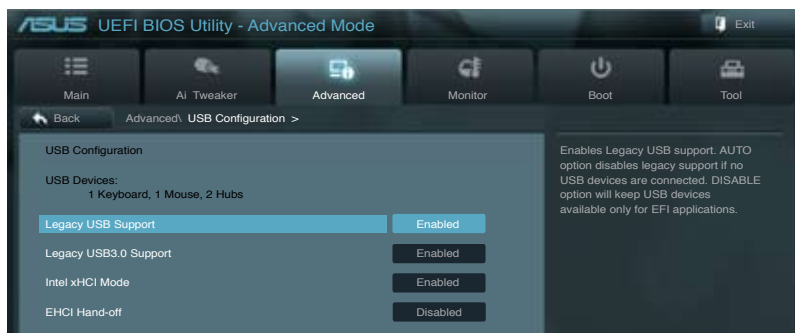 ASUS UEFI BIOS Utility - Advanced Mode
Exit
Main
Ai Tweaker
Advanced
Monitor
Boot
Tool
Back
Advanced\ USB Configuration >
USB Configuration
USB Devices:
1 Keyboard, 1 Mouse, 2 Hubs
Legacy USB Support Enabled
Legacy USB3.0 Support Enabled
Intel xHCI Mode Enabled
EHCI Hand-off Disabled
Enables Legacy USB support. AUTO
option disables legacy support if no
USB devices are connected. DISABLE
option will keep USB devices
available only for EFI applications.